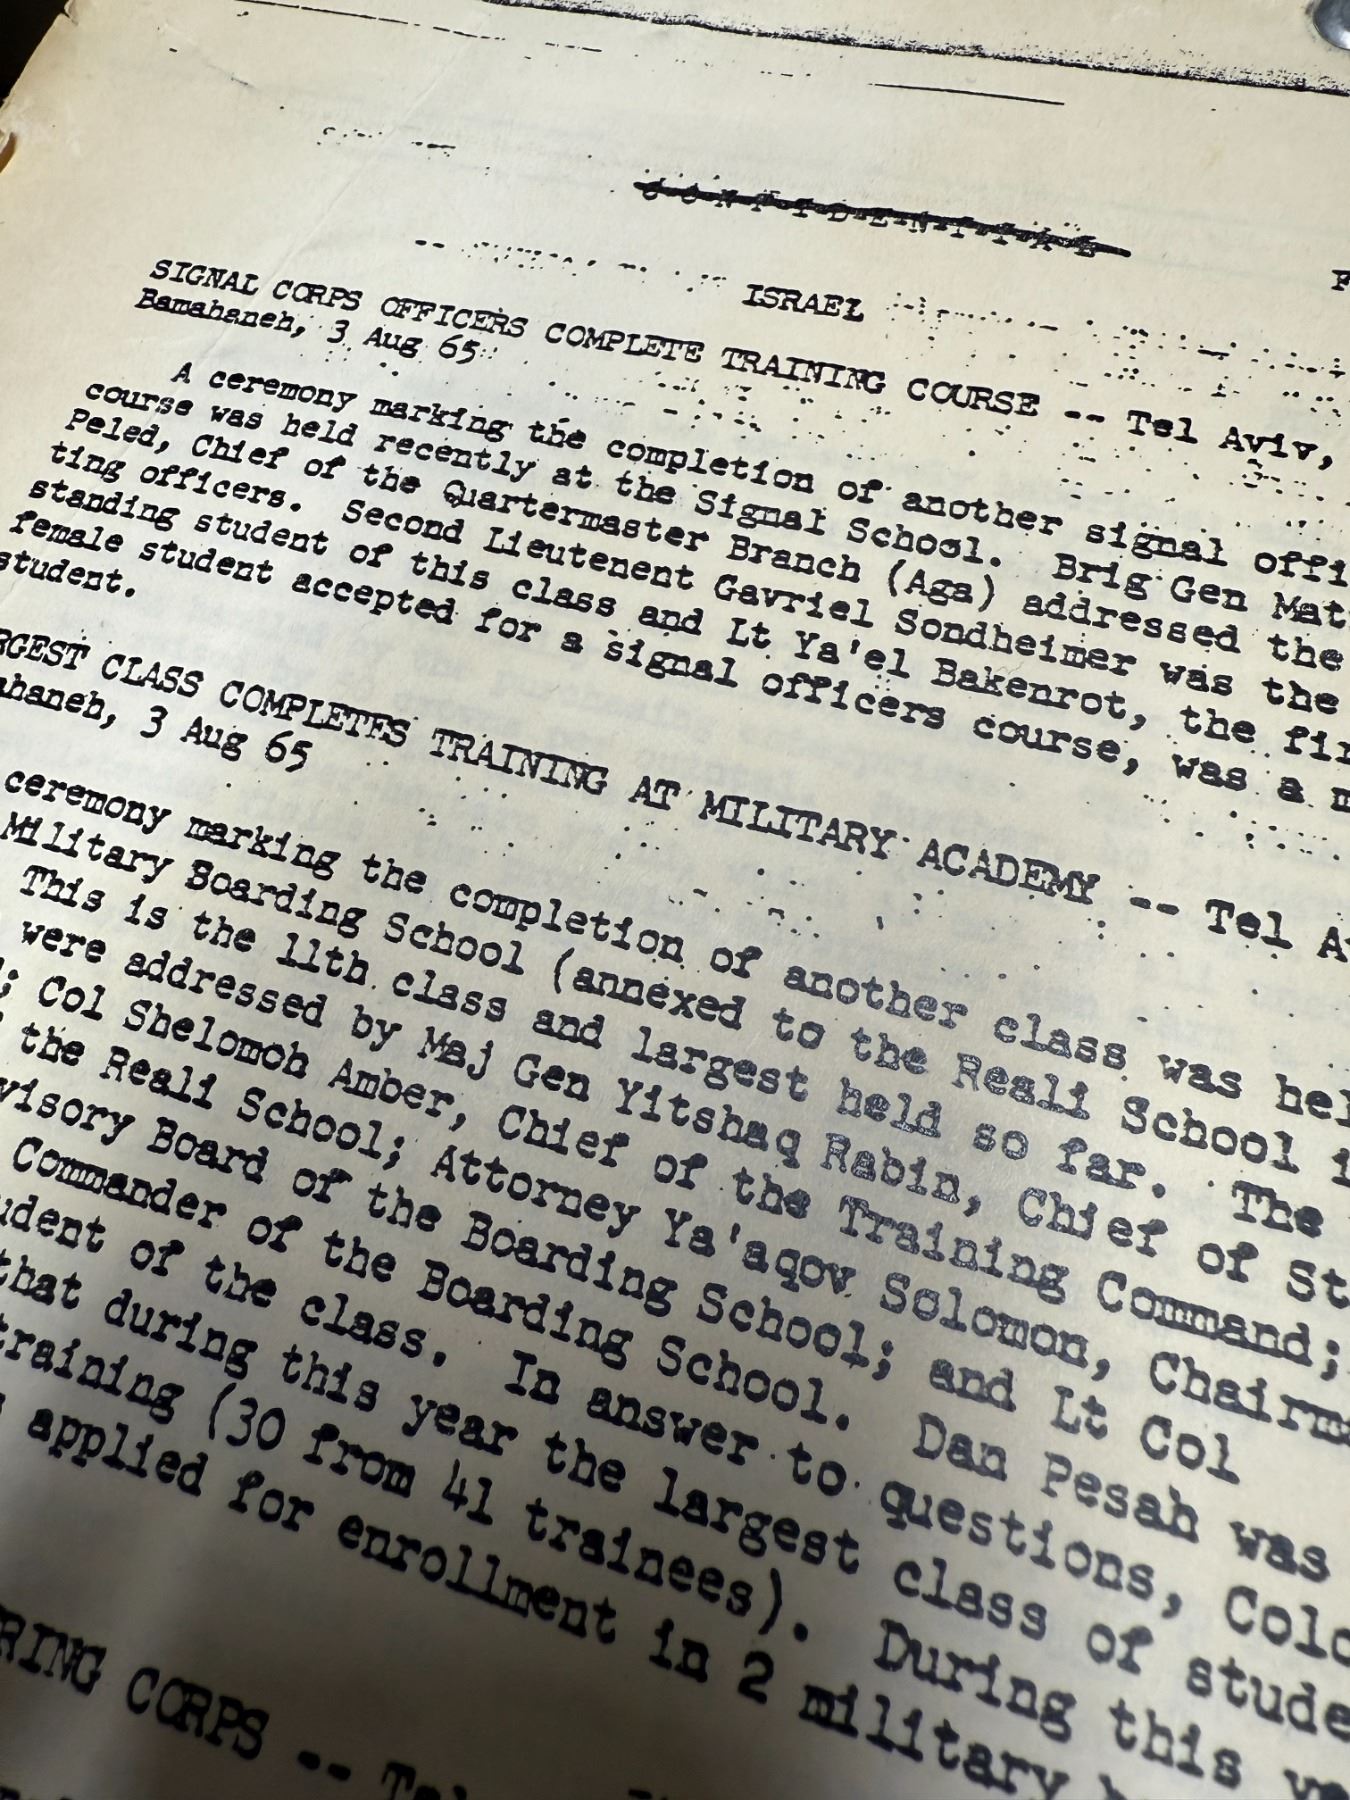 CONFIDENTIAL
ISRAEL
SIGNAL CORPS OFFICERS COMPLETE TRAINING COURSE -- Tel Aviv,
Bamahaneh, 3 Aug 65
A ceremony marking the completion of another signal offi
course was held recently at the Signal School. Brig Gen Mat
Peled, Chief of the Quartermaster Branch (Aga) addressed the
ting officers. Second Lieutenent Gavriel Sondheimer was the
standing student of this class and Lt Ya'el Bakenrot, the fir
female student accepted for a signal officers course, was a m
student.
RGEST CLASS COMPLETES TRAINING AT MILITARY ACADEMY -- Tel A
ahaneh, 3 Aug 65
ceremony marking the completion of another class was hel
Military Boarding School (annexed to the Reali School i
This is the 11th class and largest held so far. The
were addressed by Maj Gen Yitshaq Rabin, Chief of St
; Col Shelomoh Amber, Chief of the Training Command;
the Reali School; Attorney Ya'aqov Solomon, Chairm
visory Board of the Boarding School; and Lt Col
Commander of the Boarding School. Dan Pesah was
udent of the class. In answer to questions, Colo
that during this year the largest class of stude
training (30 from 41 trainees). During this ye
applied for enrollment in 2 military b
RING CORPS -- Tel